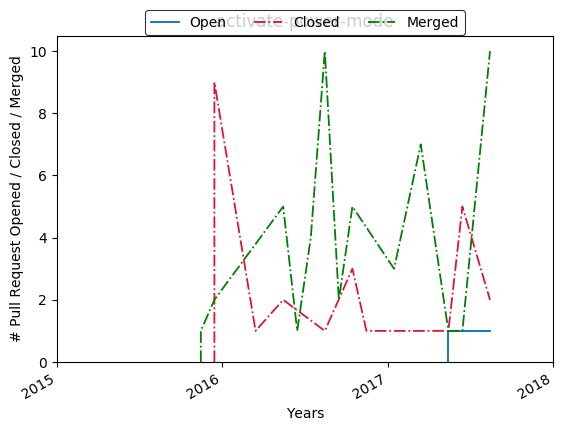 activate-power-mode
Open Closed Merged
# Pull Request Opened / Closed / Merged
10
8
6
4
2
0
2015 2016 2017 2018
Years